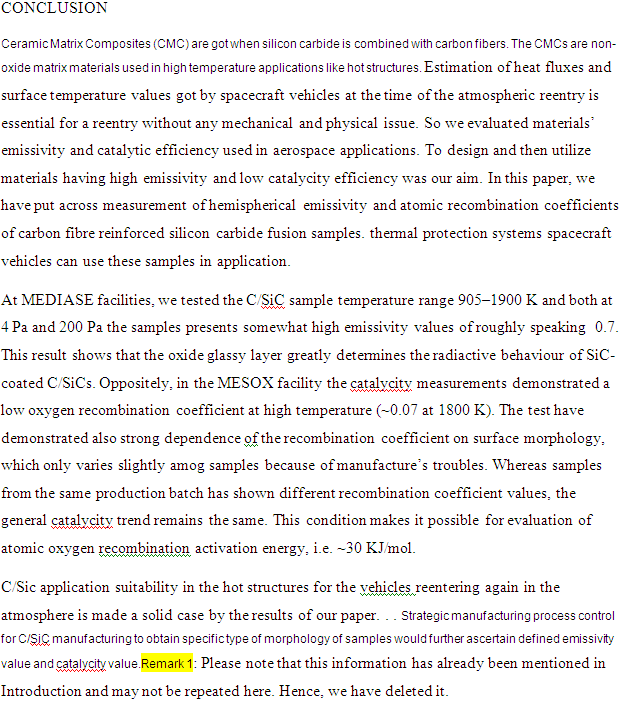 CONCLUSION
Ceramic Matrix Composites (CMC) are got when silicon carbide is combined with carbon fibers. The CMCs are non-
oxide matrix materials used in high temperature applications like hot structures. Estimation of heat fluxes and
surface temperature values got by spacecraft vehicles at the time of the atmospheric reentry is
essential for a reentry without any mechanical and physical issue. So we evaluated materials’
emissivity and catalytic efficiency used in aerospace applications. To design and then utilize
materials having high emissivity and low catalycity efficiency was our aim. In this paper, we
have put across measurement of hemispherical emissivity and atomic recombination coefficients
of carbon fibre reinforced silicon carbide fusion samples. thermal protection systems spacecraft
vehicles can use these samples in application.
At MEDIASE facilities, we tested the C/SiC sample temperature range 905–1900 K and both at
4 Pa and 200 Pa the samples presents somewhat high emissivity values of roughly speaking 0.7.
This result shows that the oxide glassy layer greatly determines the radiactive behaviour of SiC-
coated C/SiCs. Oppositely, in the MESOX facility the catalycity measurements demonstrated a
low oxygen recombination coefficient at high temperature (~0.07 at 1800 K). The test have
demonstrated also strong dependence of the recombination coefficient on surface morphology,
which only varies slightly amog samples because of manufacture’s troubles. Whereas samples
from the same production batch has shown different recombination coefficient values, the
general catalycity trend remains the same. This condition makes it possible for evaluation of
atomic oxygen recombination activation energy, i.e. ~30 KJ/mol.
C/Sic application suitability in the hot structures for the vehicles reentering again in the
atmosphere is made a solid case by the results of our paper. . . Strategic manufacturing process control
for C/SiC manufacturing to obtain specific type of morphology of samples would further ascertain defined emissivity
value and catalycity value.Remark 1: Please note that this information has already been mentioned in
Introduction and may not be repeated here. Hence, we have deleted it.